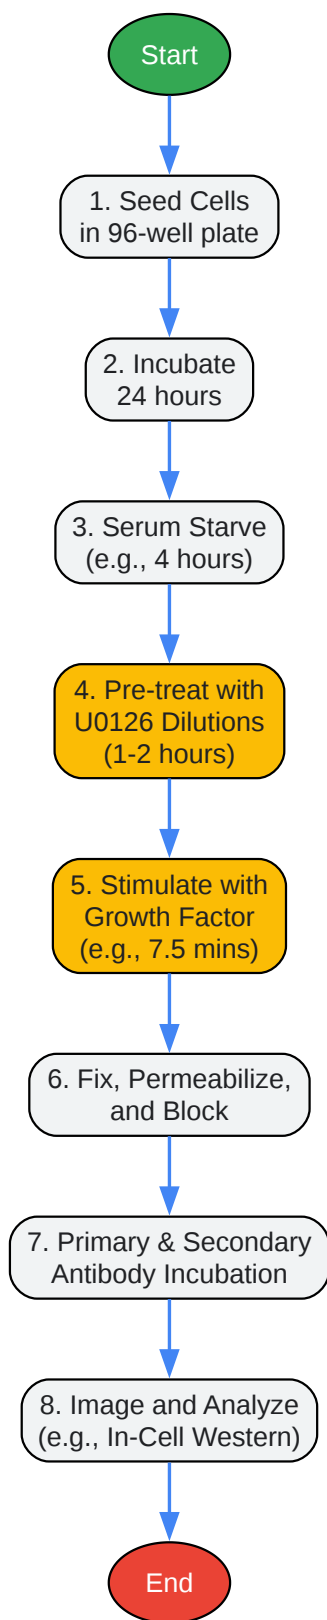 Start
1. Seed Cells
in 96-well plate
2. Incubate
24 hours
3. Serum Starve
(e.g., 4 hours)
4. Pre-treat with
U0126 Dilutions
(1-2 hours)
5. Stimulate with
Growth Factor
(e.g., 7.5 mins)
6. Fix, Permeabilize,
and Block
7. Primary & Secondary
Antibody Incubation
8. Image and Analyze
(e.g., In-Cell Western)
End